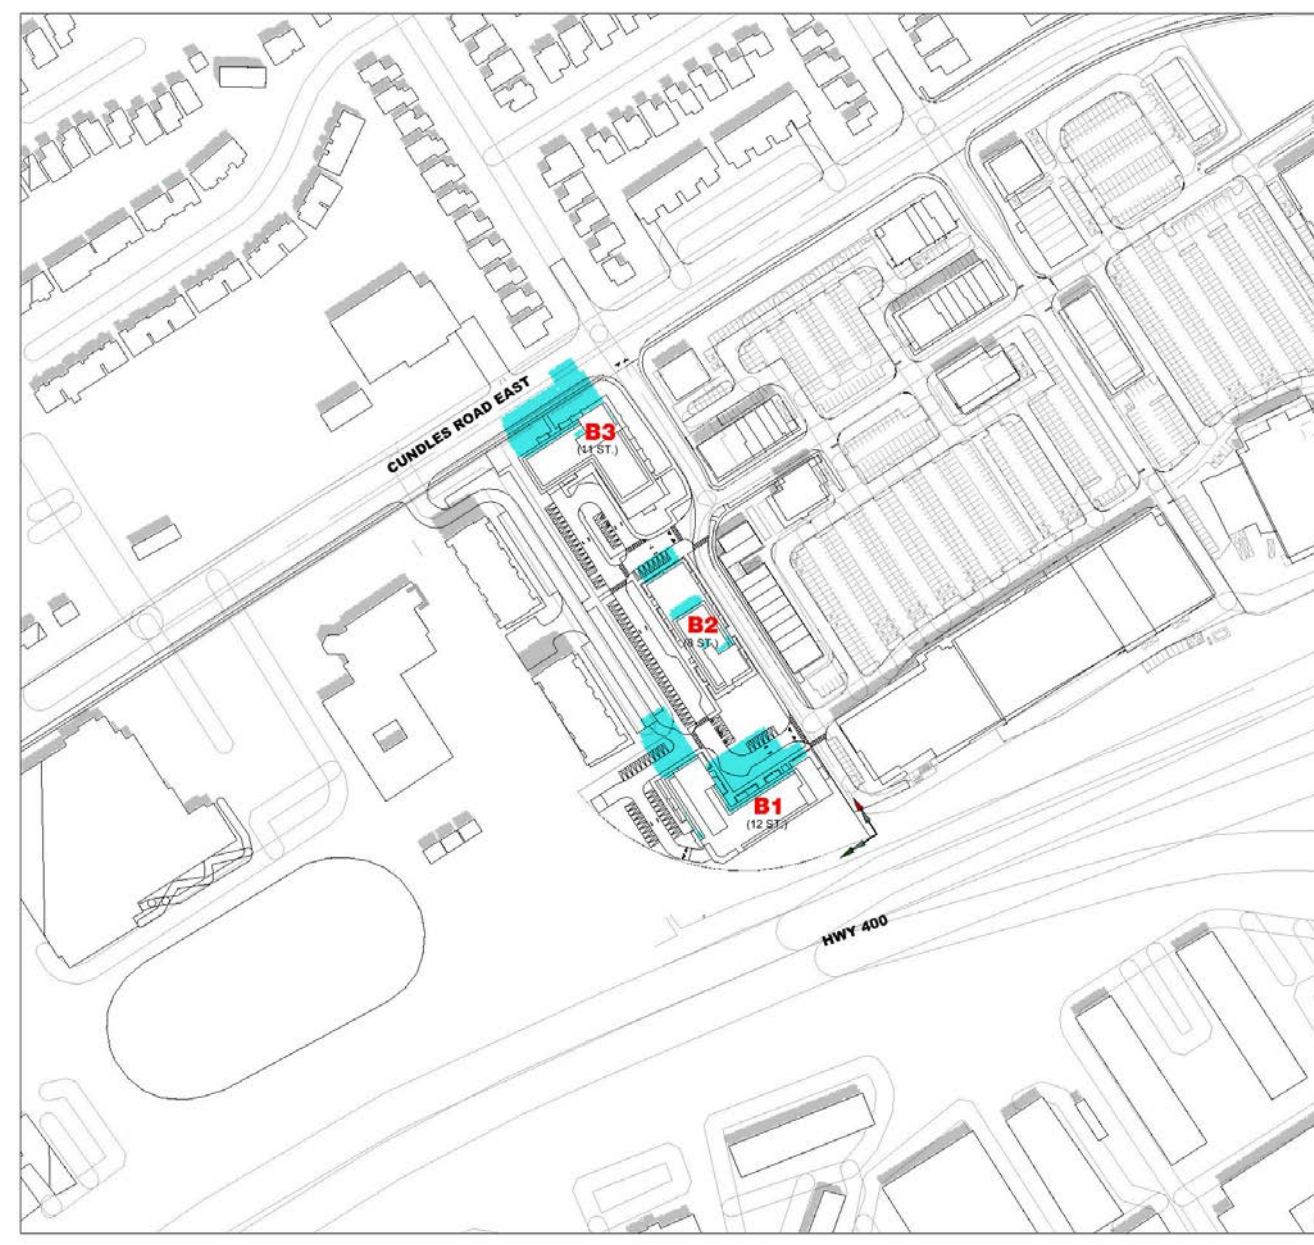 CUNDLES ROAD EAST
B3
(11 ST.)
B2
(8 ST.)
B1
(12 ST.)
HWY 400